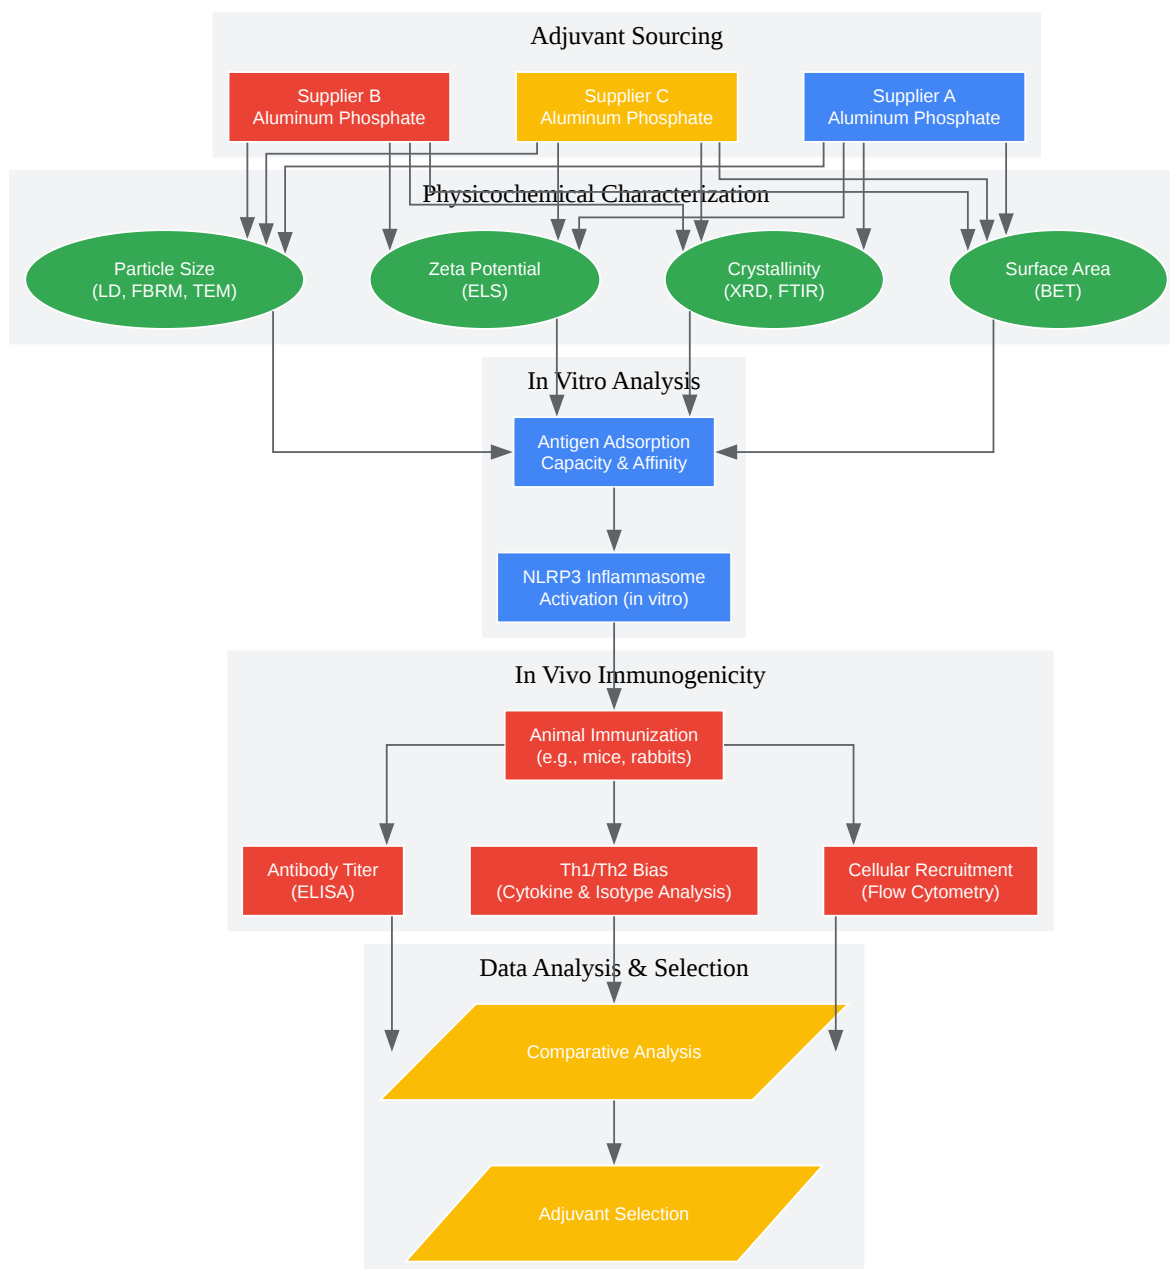 Adjuvant Sourcing
Supplier B
Aluminum Phosphate
Supplier C
Aluminum Phosphate
Supplier A
Aluminum Phosphate
Physicochemical Characterization
Particle Size
(LD, FBRM, TEM)
Zeta Potential
(ELS)
Crystallinity
(XRD, FTIR)
Surface Area
(BET)
In Vitro Analysis
Antigen Adsorption
Capacity & Affinity
NLRP3 Inflammasome
Activation (in vitro)
In Vivo Immunogenicity
Animal Immunization
(e.g., mice, rabbits)
Antibody Titer
(ELISA)
Th1/Th2 Bias
(Cytokine & Isotype Analysis)
Cellular Recruitment
(Flow Cytometry)
Data Analysis & Selection
Comparative Analysis
Adjuvant Selection